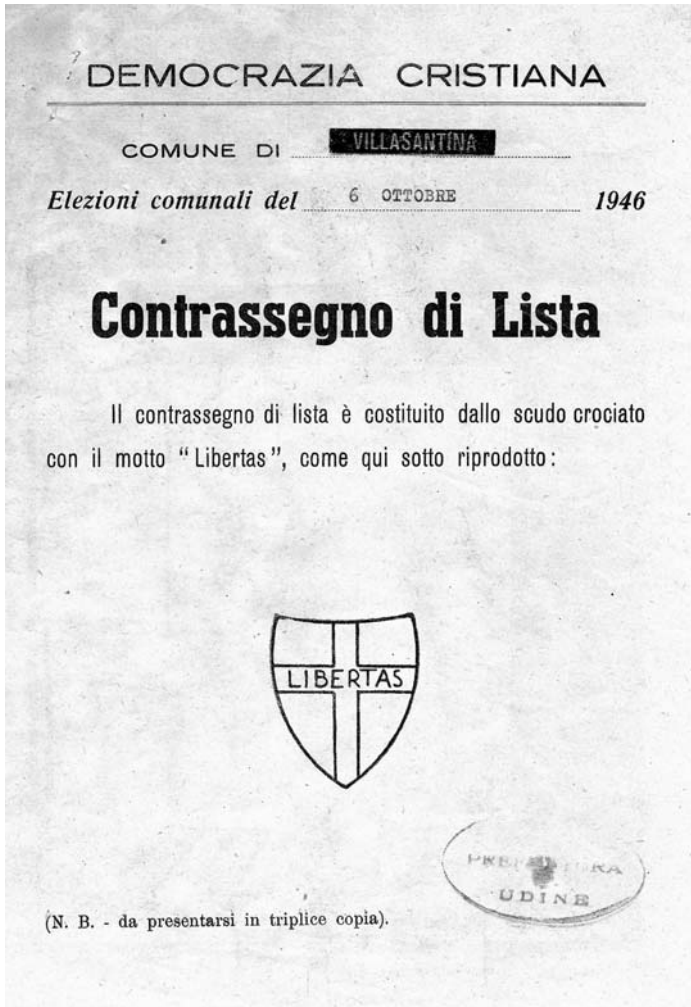 DEMOCRAZIA CRISTIANA
COMUNE DI VILLASANTINA
Elezioni comunali del 6 OTTOBRE 1946
Contrassegno di Lista
Il contrassegno di lista è costituito dallo scudo crociato
con il motto “Libertas”, come qui sotto riprodotto:
LIBERTAS
PREFETTURA
UDINE
(N. B. - da presentarsi in triplice copia).